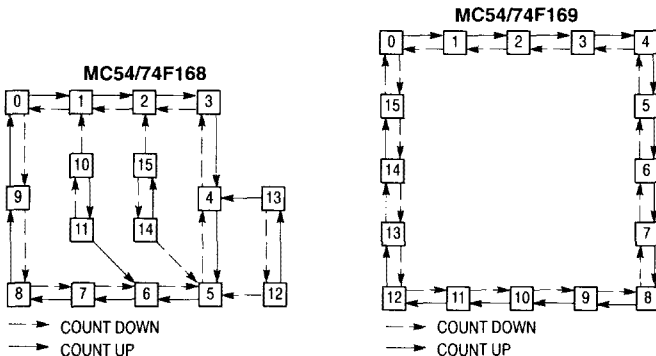 MC54/74F168
0 1 2 3
10 15
9 4 13
11 14
8 7 6 5 12
COUNT DOWN
COUNT UP
MC54/74F169
0 1 2 3 4
15 5
14 6
13 7
12 11 10 9 8
COUNT DOWN
COUNT UP